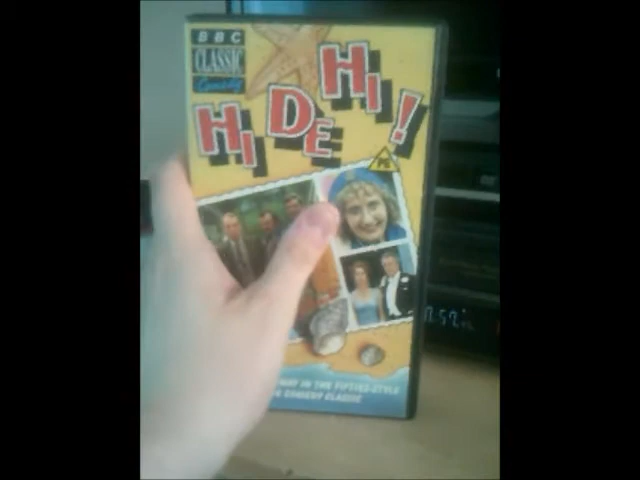 BBC
CLASSIC
Comedy
HI DE HI!
PG
IN THE FIFTIES-STYLE
COMEDY CLASSIC